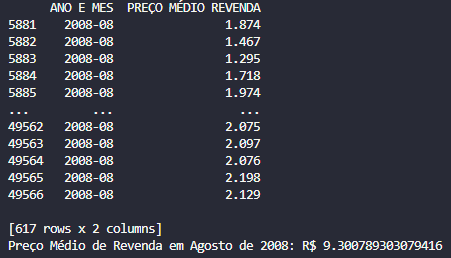 ANO E MES PREÇO MÉDIO REVENDA
5881 2008-08 1.874
5882 2008-08 1.467
5883 2008-08 1.295
5884 2008-08 1.718
5885 2008-08 1.974
... ... ...
49562 2008-08 2.075
49563 2008-08 2.097
49564 2008-08 2.076
49565 2008-08 2.198
49566 2008-08 2.129
[617 rows x 2 columns]
Preço Médio de Revenda em Agosto de 2008: R$ 9.300789303079416